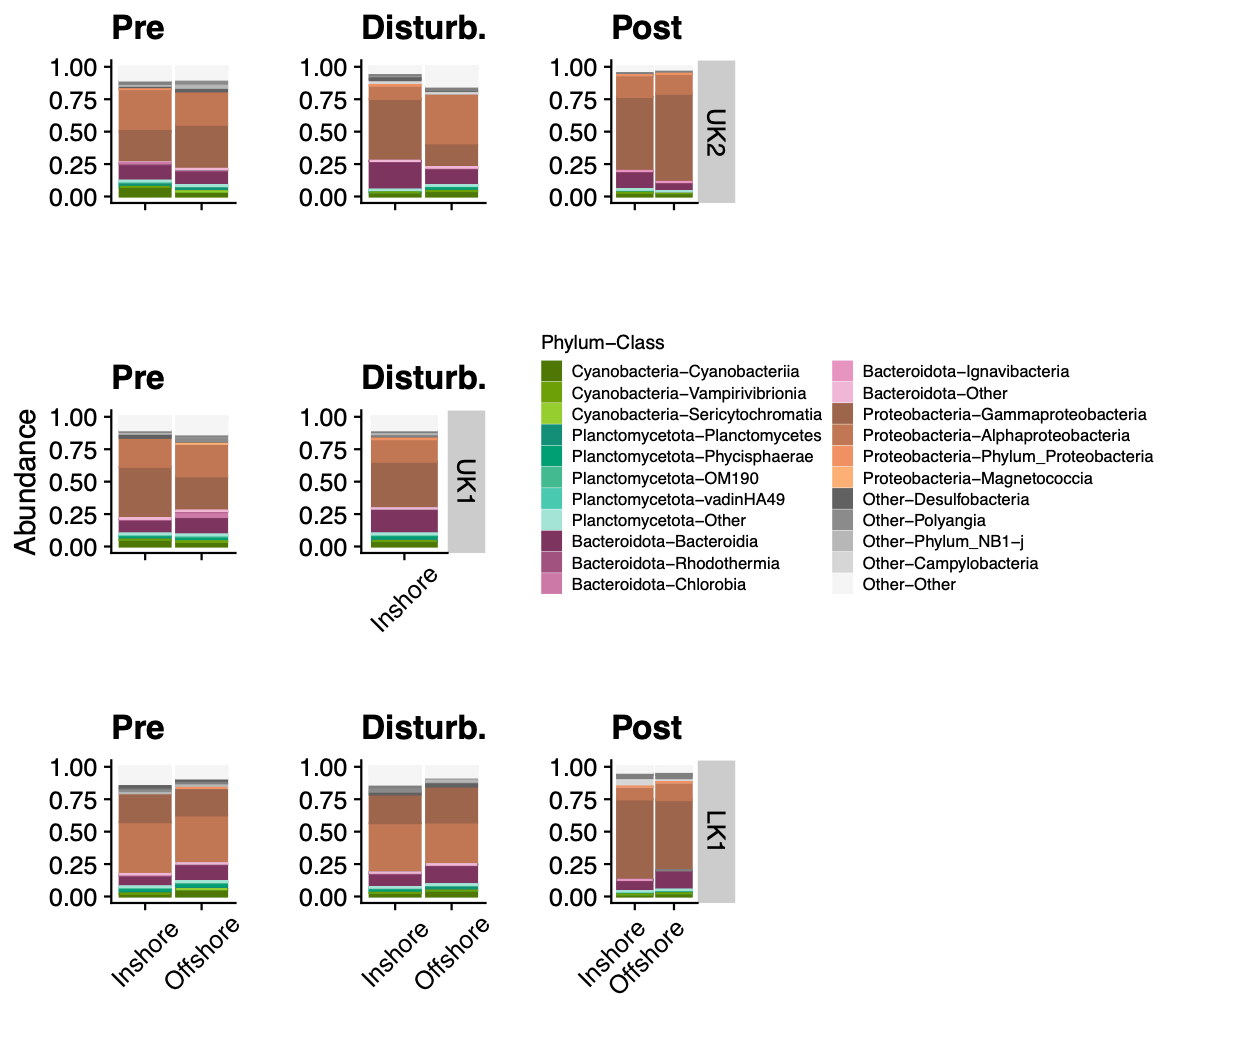 Pre
Disturb.
Post
1.00
0.75
0.50
0.25
0.00
1.00
0.75
0.50
0.25
0.00
1.00
0.75
0.50
0.25
0.00
UK2
Abundance
Pre
Disturb.
1.00
0.75
0.50
0.25
0.00
1.00
0.75
0.50
0.25
0.00
Inshore
UK1
Phylum−Class
Cyanobacteria−Cyanobacteriia
Cyanobacteria−Vampirivibrionia
Cyanobacteria−Sericytochromatia
Planctomycetota−Planctomycetes
Planctomycetota−Phycisphaerae
Planctomycetota−OM190
Planctomycetota−vadinHA49
Planctomycetota−Other
Bacteroidota−Bacteroidia
Bacteroidota−Rhodothermia
Bacteroidota−Chlorobia
Bacteroidota−Ignavibacteria
Bacteroidota−Other
Proteobacteria−Gammaproteobacteria
Proteobacteria−Alphaproteobacteria
Proteobacteria−Phylum_Proteobacteria
Proteobacteria−Magnetococcia
Other−Desulfobacteria
Other−Polyangia
Other−Phylum_NB1−j
Other−Campylobacteria
Other−Other
Pre
Disturb.
Post
1.00
0.75
0.50
0.25
0.00
Inshore
Offshore
1.00
0.75
0.50
0.25
0.00
Inshore
Offshore
1.00
0.75
0.50
0.25
0.00
Inshore
Offshore
LK1